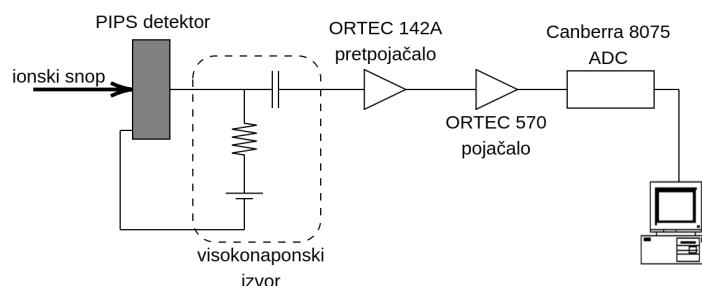 PIPS detektor
ionski snop
ORTEC 142A
pretpojačalo
Canberra 8075
ADC
ORTEC 570
pojačalo
visokonaponski
izvor